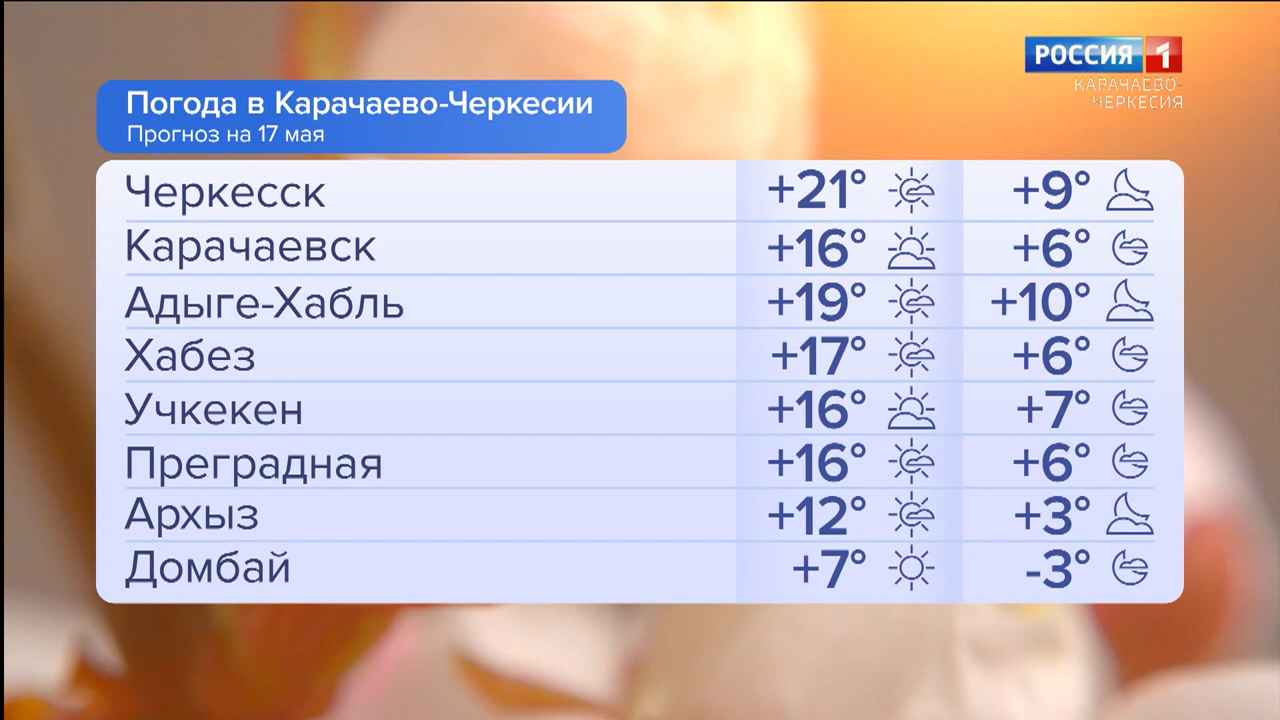 РОССИЯ 1
КАРАЧАЕВО-
ЧЕРКЕСИЯ
Погода в Карачаево-Черкесии
Прогноз на 17 мая
Черкесск +21° +9°
Карачаевск +16° +6°
Адыге-Хабль +19° +10°
Хабез +17° +6°
Учкекен +16° +7°
Преградная +16° +6°
Архыз +12° +3°
Домбай +7° -3°